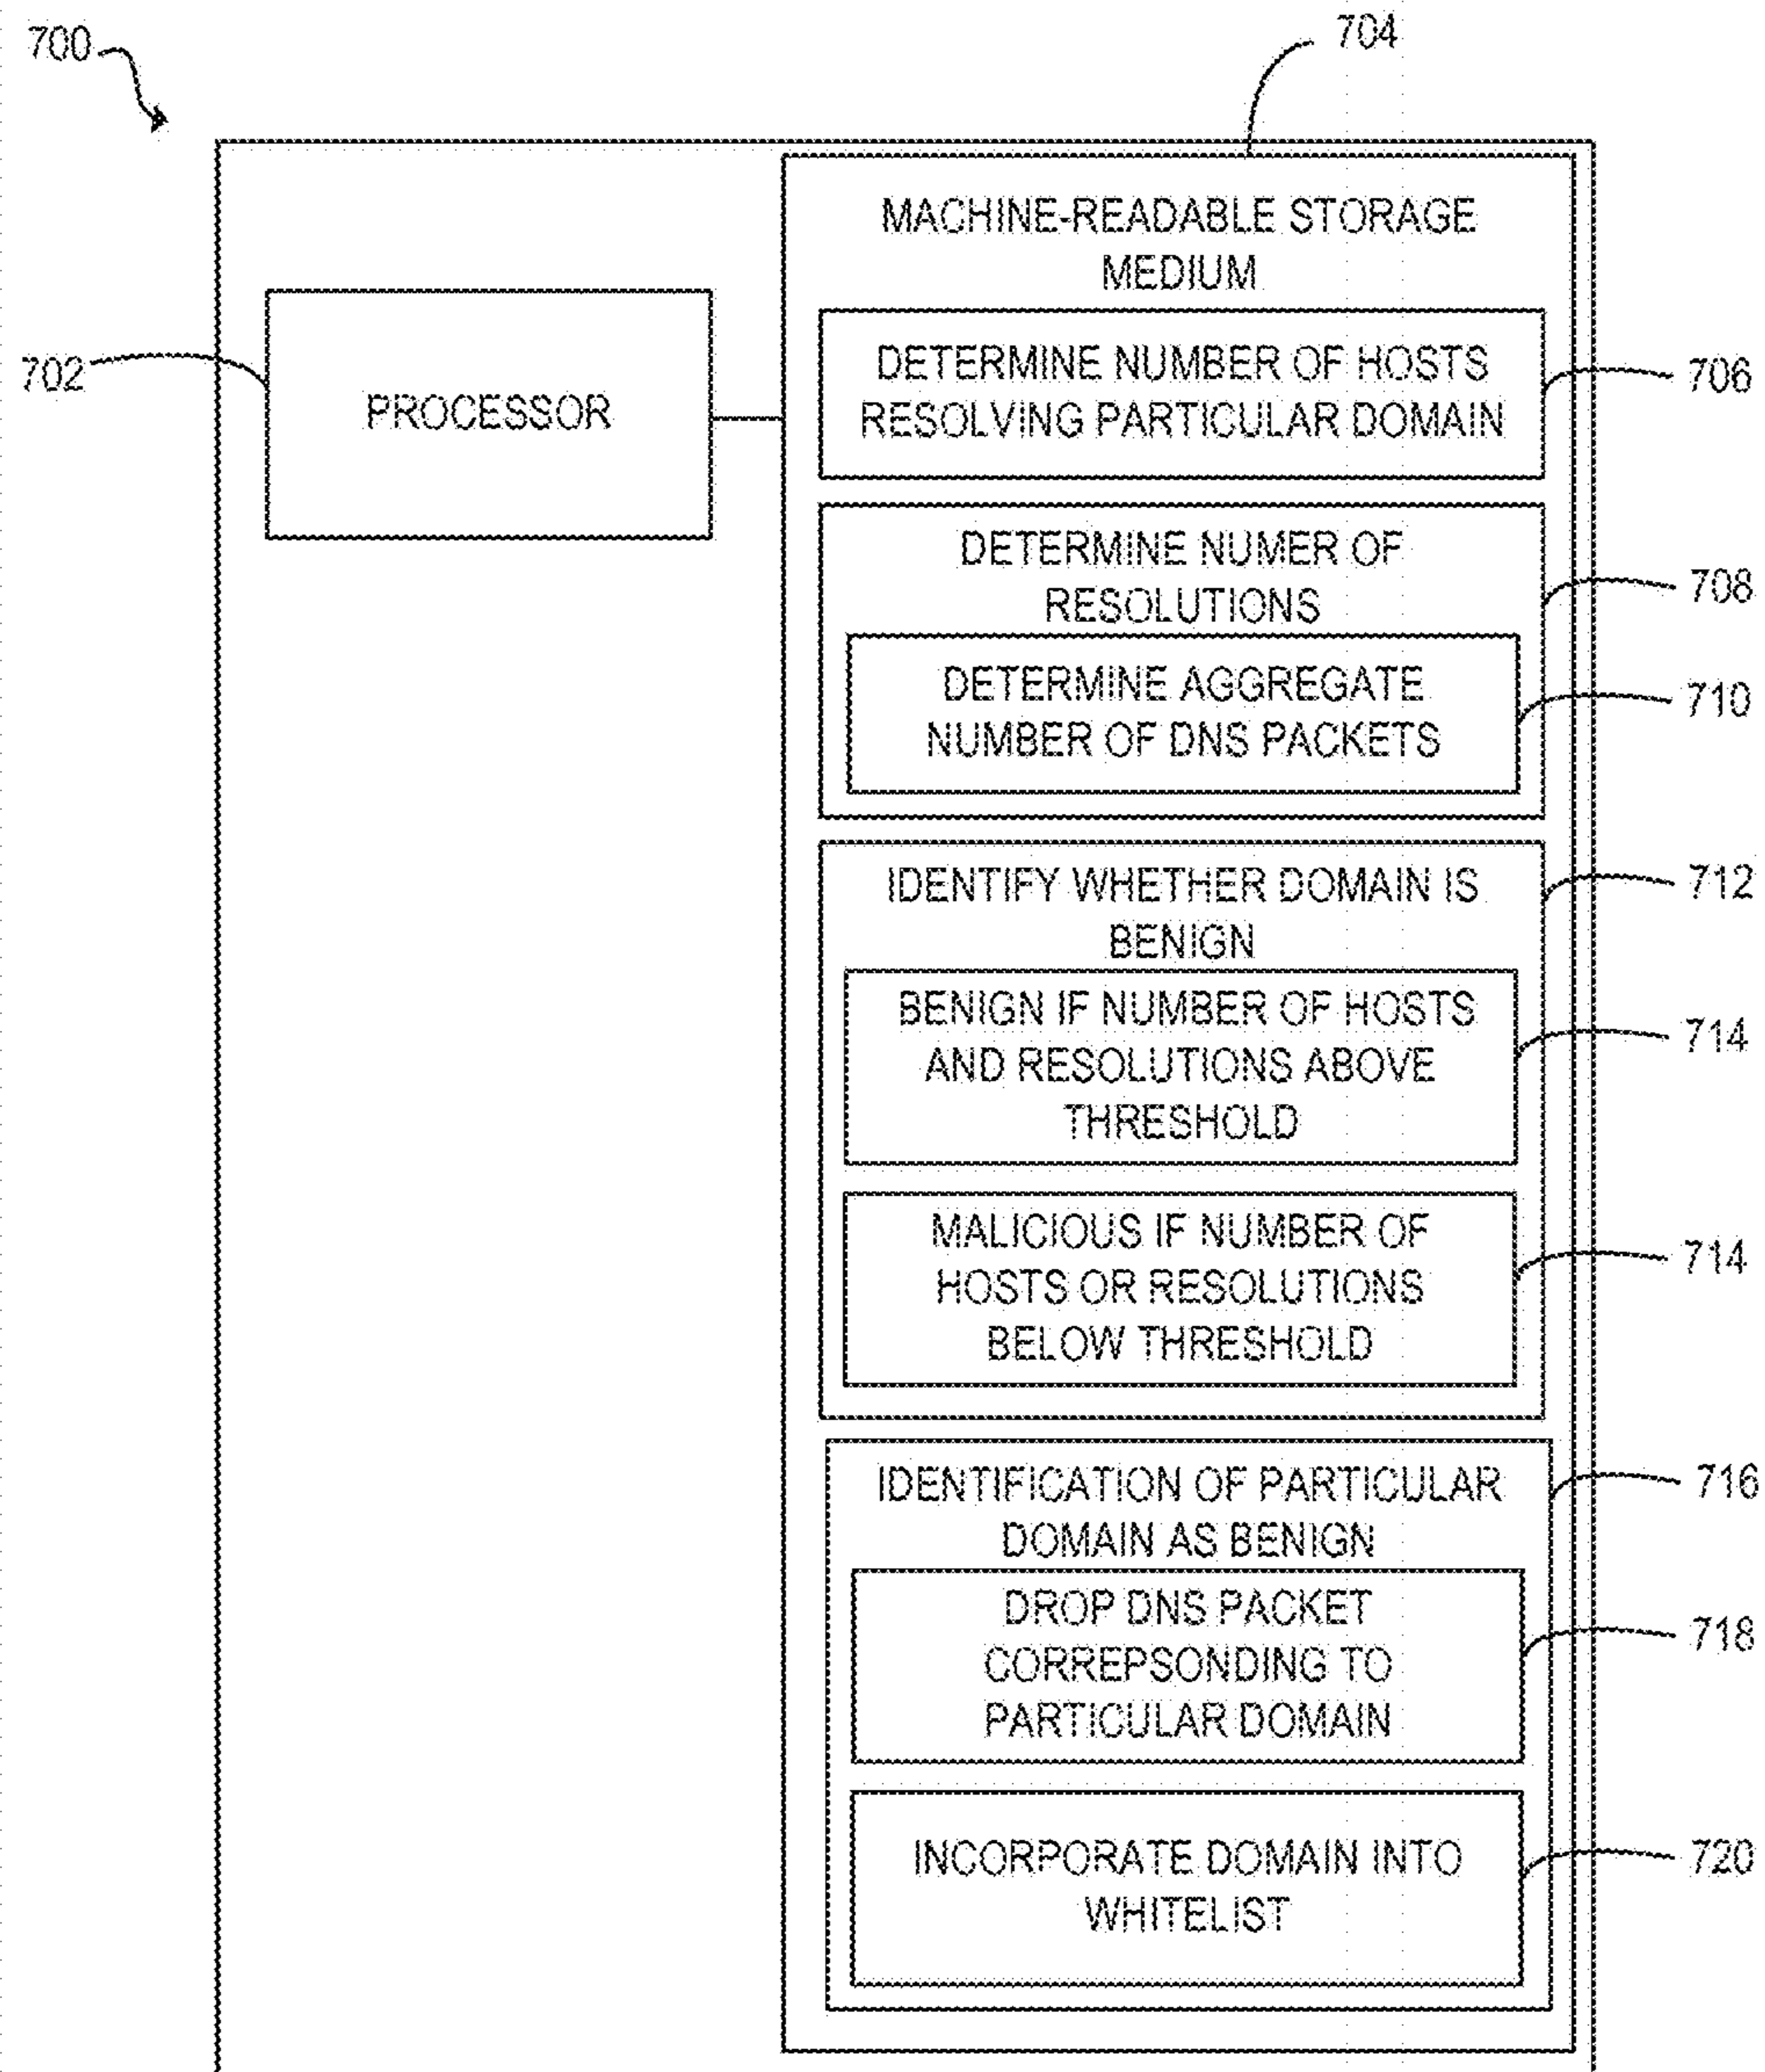 700
704
MACHINE-READABLE STORAGE
MEDIUM
702
PROCESSOR
DETERMINE NUMBER OF HOSTS
RESOLVING PARTICULAR DOMAIN
706
DETERMINE NUMER OF
RESOLUTIONS
708
DETERMINE AGGREGATE
NUMBER OF DNS PACKETS
710
IDENTIFY WHETHER DOMAIN IS
BENIGN
712
BENIGN IF NUMBER OF HOSTS
AND RESOLUTIONS ABOVE
THRESHOLD
714
MALICIOUS IF NUMBER OF
HOSTS OR RESOLUTIONS
BELOW THRESHOLD
714
IDENTIFICATION OF PARTICULAR
DOMAIN AS BENIGN
716
DROP DNS PACKET
CORREPSONDING TO
PARTICULAR DOMAIN
718
INCORPORATE DOMAIN INTO
WHITELIST
720